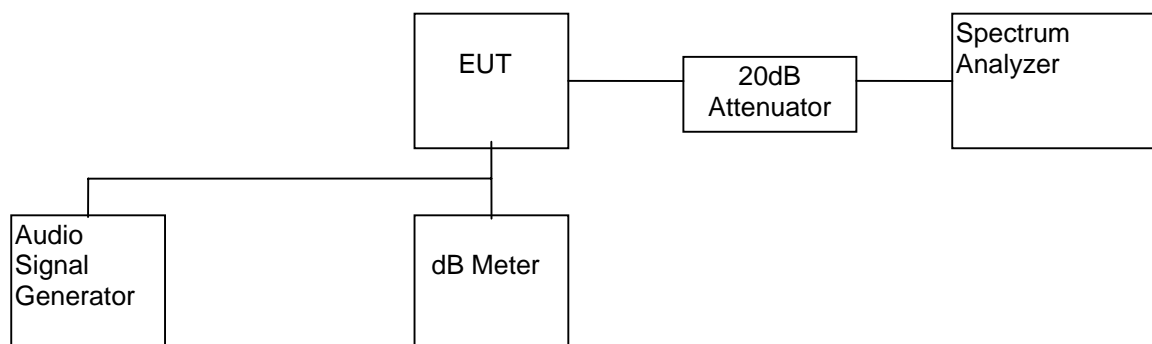 EUT
20dB
Attenuator
Spectrum
Analyzer
Audio
Signal
Generator
dB Meter